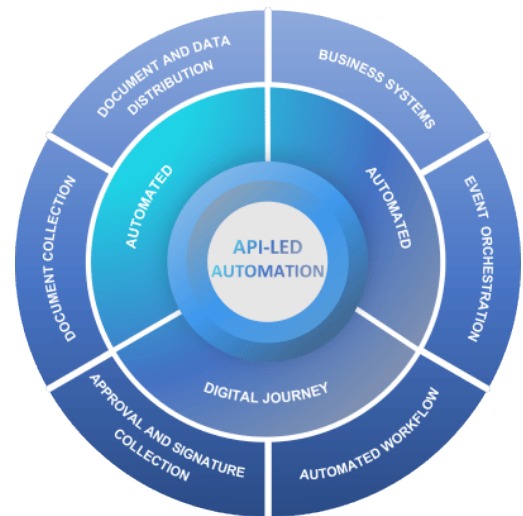 DOCUMENT AND DATA
DISTRIBUTION
BUSINESS SYSTEMS
EVENT ORCHESTRATION
AUTOMATED WORKFLOW
APPROVAL AND SIGNATURE
COLLECTION
DOCUMENT COLLECTION
AUTOMATED
AUTOMATED
DIGITAL JOURNEY
API-LED
AUTOMATION